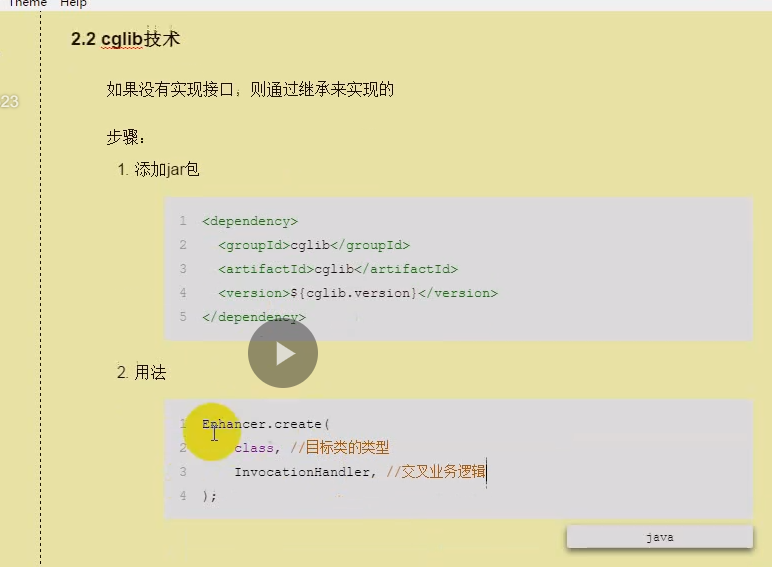 Theme Help
2.2 cglib技术
23
如果没有实现接口，则通过继承来实现的
步骤：
1. 添加jar包
1 <dependency>
2 <groupId>cglib</groupId>
3 <artifactId>cglib</artifactId>
4 <version>${cglib.version}</version>
5 </dependency>
2. 用法
1 Enhancer.create(
2 class, //目标类的类型
3 InvocationHandler, //交叉业务逻辑
4 );
java